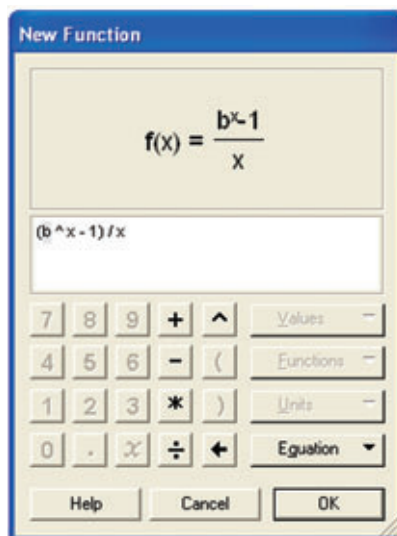 New Function
f(x) = b^x-1 / x
(b ^ x - 1) / x
7 8 9 + ^ Values
4 5 6 - ( Functions
1 2 3 * ) Units
0 . x ÷ ← Equation
Help Cancel OK